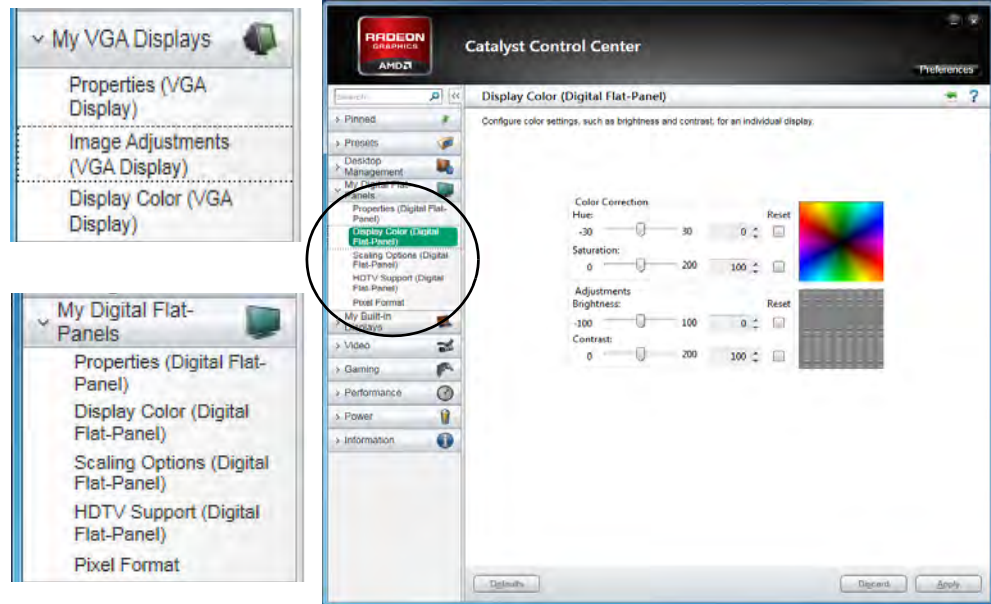 My VGA Displays
Properties (VGA
Display)
Image Adjustments
(VGA Display)
Display Color (VGA
Display)
My Digital Flat-
Panels
Properties (Digital Flat-
Panel)
Display Color (Digital
Flat-Panel)
Scaling Options (Digital
Flat-Panel)
HDTV Support (Digital
Flat-Panel)
Pixel Format
RADEON
GRAPHICS
AMD
Catalyst Control Center
Preferences
Search
Pinned
Presets
Desktop
Management
My Digital Flat-
Panels
Properties (Digital Flat-
Panel)
Display Color (Digital
Flat-Panel)
Scaling Options (Digital
Flat-Panel)
HDTV Support (Digital
Flat-Panel)
Pixel Format
My Built-in
Displays
Video
Gaming
Performance
Power
Information
Display Color (Digital Flat-Panel)
?
Configure color settings, such as brightness and contrast, for an individual display.
Color Correction
Hue: Reset
-30 30 0
Saturation:
0 200 100
Adjustments
Brightness: Reset
-100 100 0
Contrast:
0 200 100
Defaults Discard Apply